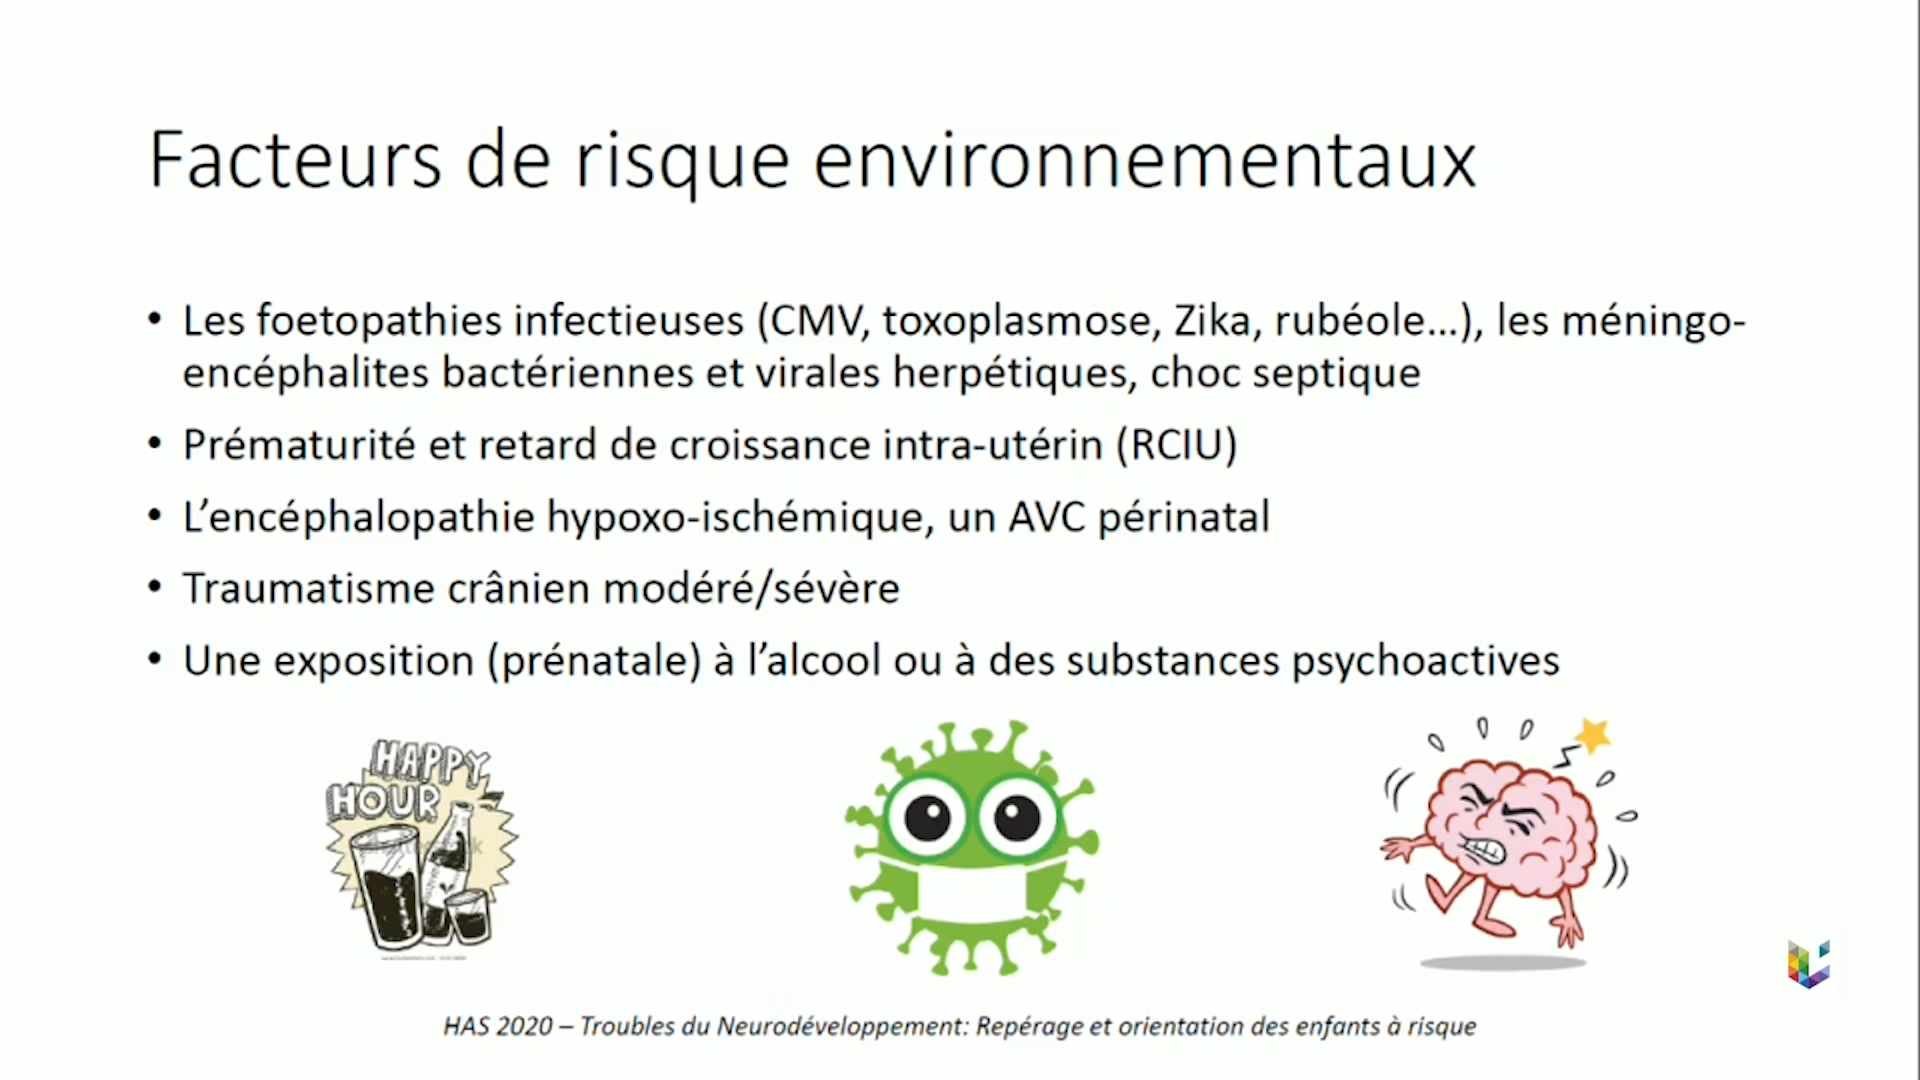 Facteurs de risque environnementaux
• Les foetopathies infectieuses (CMV, toxoplasmose, Zika, rubéole...), les méningo-
encéphalites bactériennes et virales herpétiques, choc septique
• Prématurité et retard de croissance intra-utérin (RCIU)
• L’encéphalopathie hypoxo-ischémique, un AVC périnatal
• Traumatisme crânien modéré/sévère
• Une exposition (prénatale) à l’alcool ou à des substances psychoactives
HAPPY
HOUR
HAS 2020 – Troubles du Neurodéveloppement: Repérage et orientation des enfants à risque